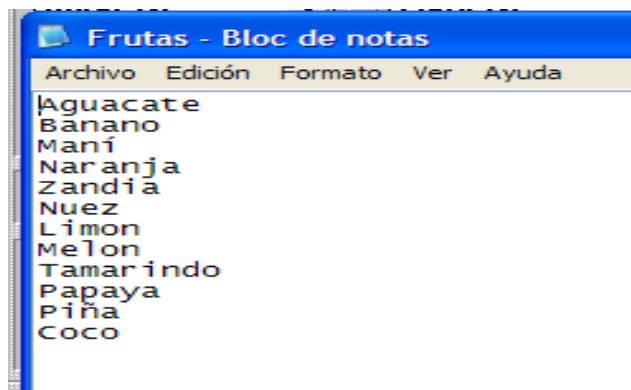 Frutas - Bloc de notas
Archivo Edición Formato Ver Ayuda
Aguacate
Banano
Maní
Naranja
Zandia
Nuez
Limon
Melon
Tamarindo
Papaya
Piña
Coco